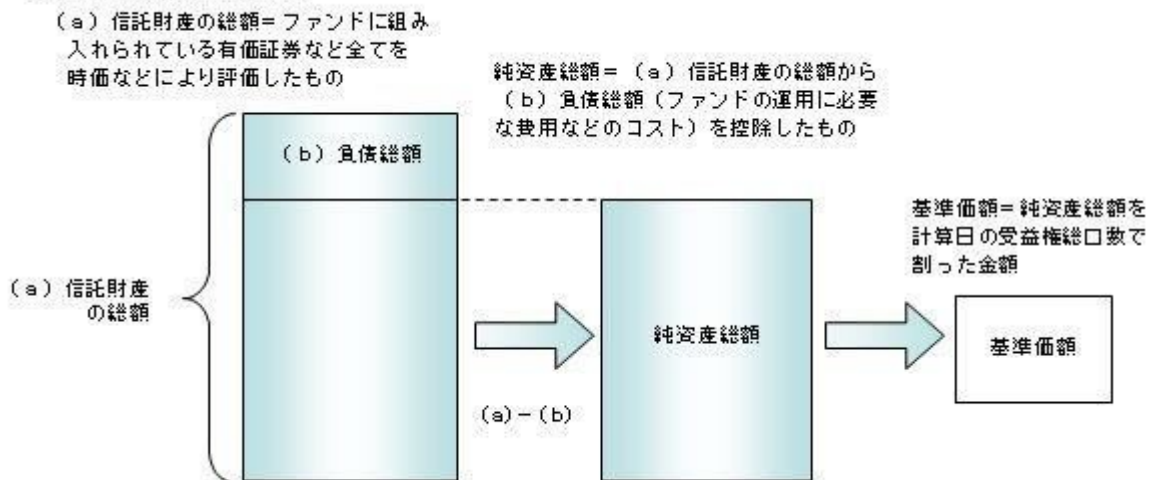 (a)信託財産の総額=ファンドに組み
入れられている有価証券など全てを
時価などにより評価したもの
純資産総額=(a)信託財産の総額から
(b)負債総額(ファンドの運用に必要
な費用などのコスト)を控除したもの
(b)負債総額
基準価額=純資産総額を
計算日の受益権総口数で
割った金額
(a)信託財産
の総額
純資産総額
基準価額
(a)-(b)